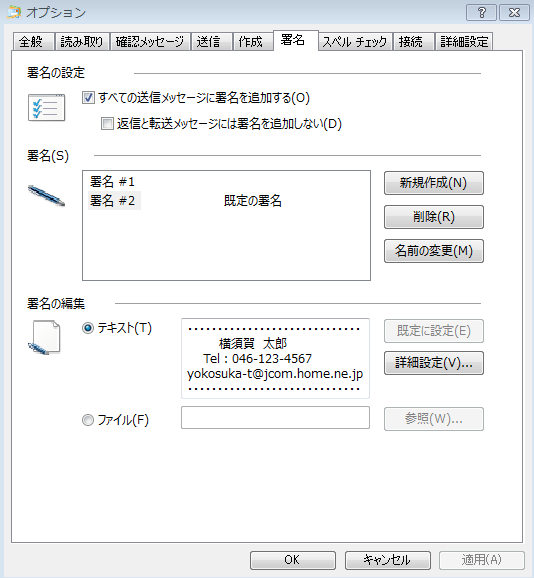 オプション
全般 読み取り 確認メッセージ 送信 作成 署名 スペル チェック 接続 詳細設定
署名の設定
すべての送信メッセージに署名を追加する(O)
返信と転送メッセージには署名を追加しない(D)
署名(S)
署名 #1
署名 #2 既定の署名
新規作成(N)
削除(R)
名前の変更(M)
署名の編集
テキスト(T)
横須賀 太郎
Tel：046-123-4567
yokosuka-t@jcom.home.ne.jp
既定に設定(E)
詳細設定(V)...
ファイル(F)
参照(W)...
OK キャンセル 適用(A)